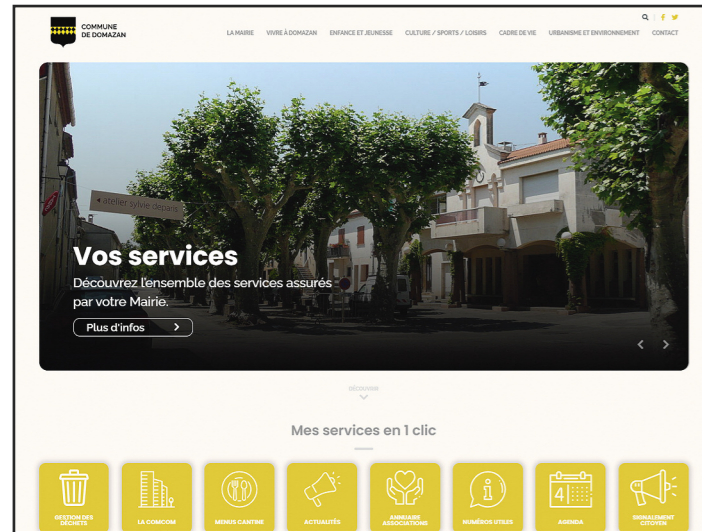 COMMUNE
DE DOMAZAN
LA MAIRIE VIVRE À DOMAZAN ENFANCE ET JEUNESSE CULTURE / SPORTS / LOISIRS CADRE DE VIE URBANISME ET ENVIRONNEMENT CONTACT
atelier sylvie deparis
Vos services
Découvrez l'ensemble des services assurés
par votre Mairie.
Plus d'infos
DÉCOUVRIR
Mes services en 1 clic
GESTION DES
DÉCHETS
LA COMCOM
MENUS CANTINE
ACTUALITÉS
ANNUAIRE
ASSOCIATIONS
NUMÉROS UTILES
4
AGENDA
SIGNALEMENT
CITOYEN